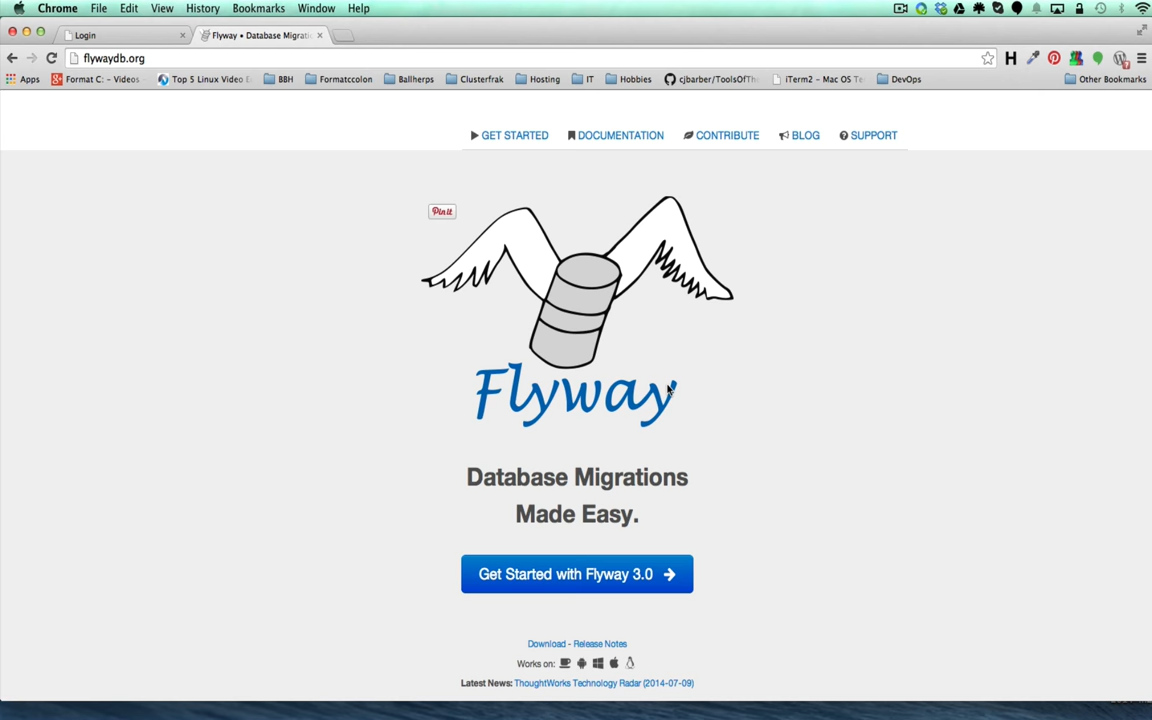 Chrome File Edit View History Bookmarks Window Help
Login
Flyway • Database Migrati
flywaydb.org
Apps Format C: - Videos Top 5 Linux Video E BBH Formatccolon Ballherps Clusterfrak Hosting IT Hobbies cjbarber/ToolsOfTh iTerm2 - Mac OS Te DevOps Other Bookmarks
GET STARTED DOCUMENTATION CONTRIBUTE BLOG SUPPORT
Pin it
Flyway
Database Migrations
Made Easy.
Get Started with Flyway 3.0
Download - Release Notes
Works on:
Latest News: ThoughtWorks Technology Radar (2014-07-09)